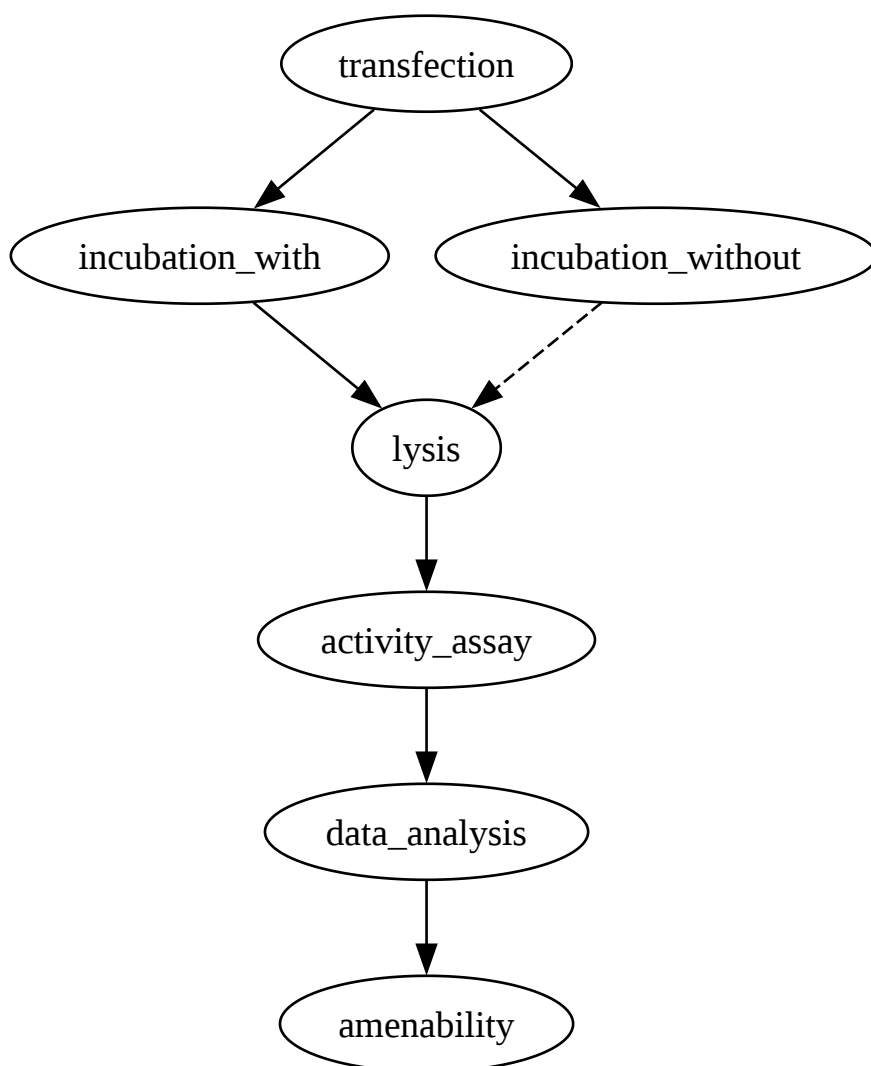 transfection
incubation_with
incubation_without
lysis
activity_assay
data_analysis
amenability